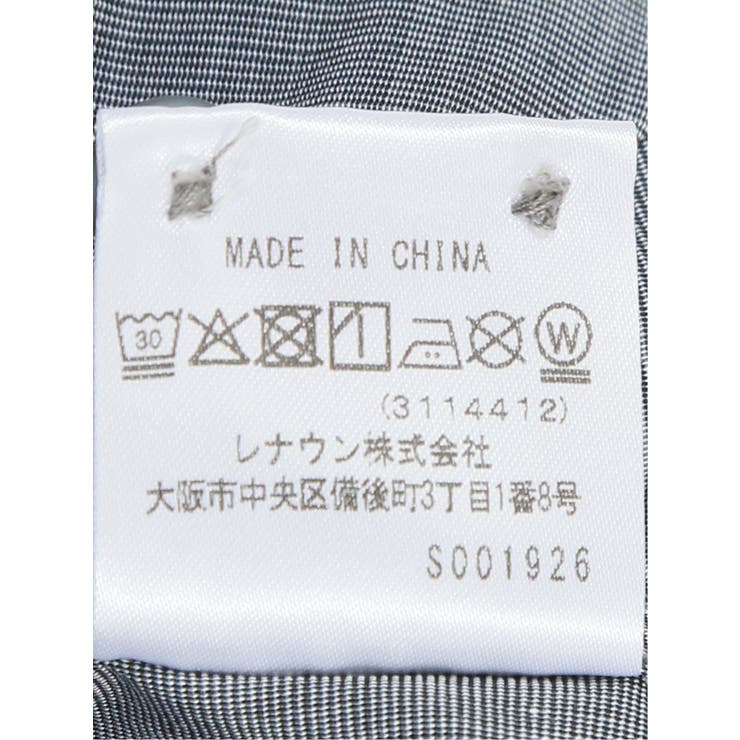 MADE IN CHINA
30 W
(3114412)
レナウン株式会社
大阪市中央区備後町3丁目1番8号
S001926